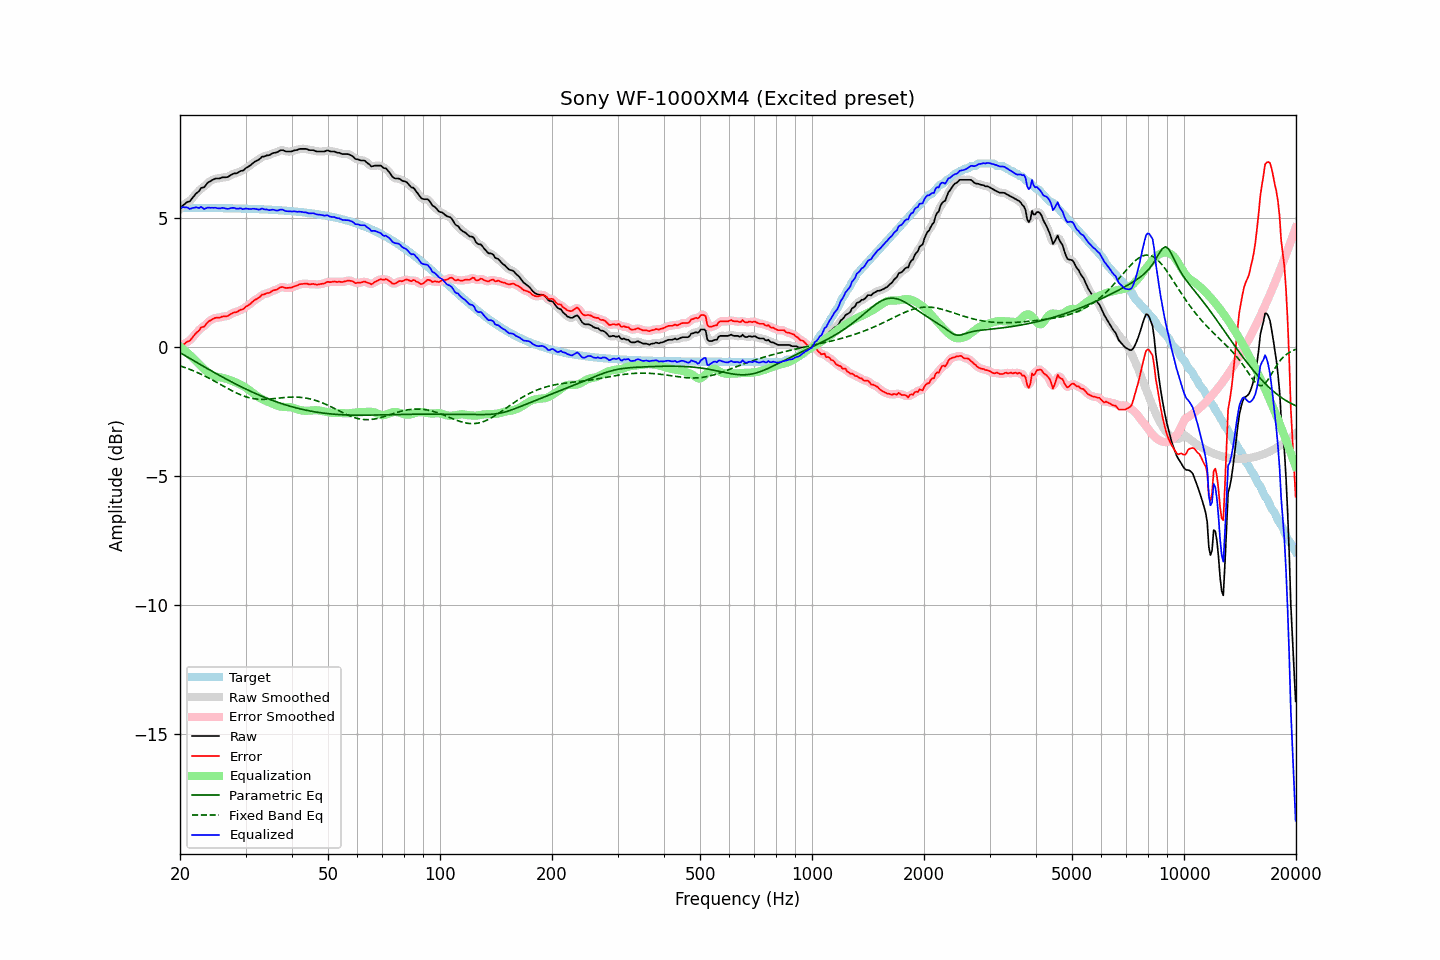 Sony WF-1000XM4 (Excited preset)
Amplitude (dBr)
5
0
−5
−10
−15
Target
Raw Smoothed
Error Smoothed
Raw
Error
Equalization
Parametric Eq
Fixed Band Eq
Equalized
20 50 100 200 500 1000 2000 5000 10000 20000
Frequency (Hz)